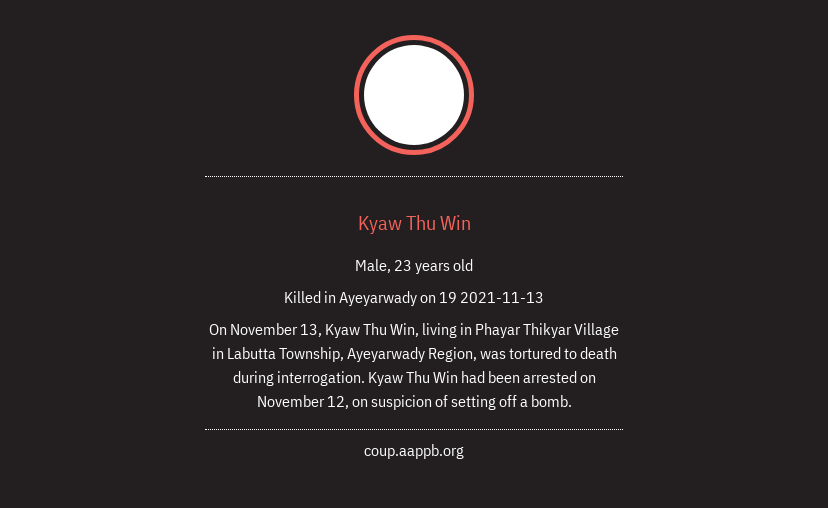 Kyaw Thu Win
Male, 23 years old
Killed in Ayeyarwady on 19 2021-11-13
On November 13, Kyaw Thu Win, living in Phayar Thikyar Village
in Labutta Township, Ayeyarwady Region, was tortured to death
during interrogation. Kyaw Thu Win had been arrested on
November 12, on suspicion of setting off a bomb.
coup.aappb.org